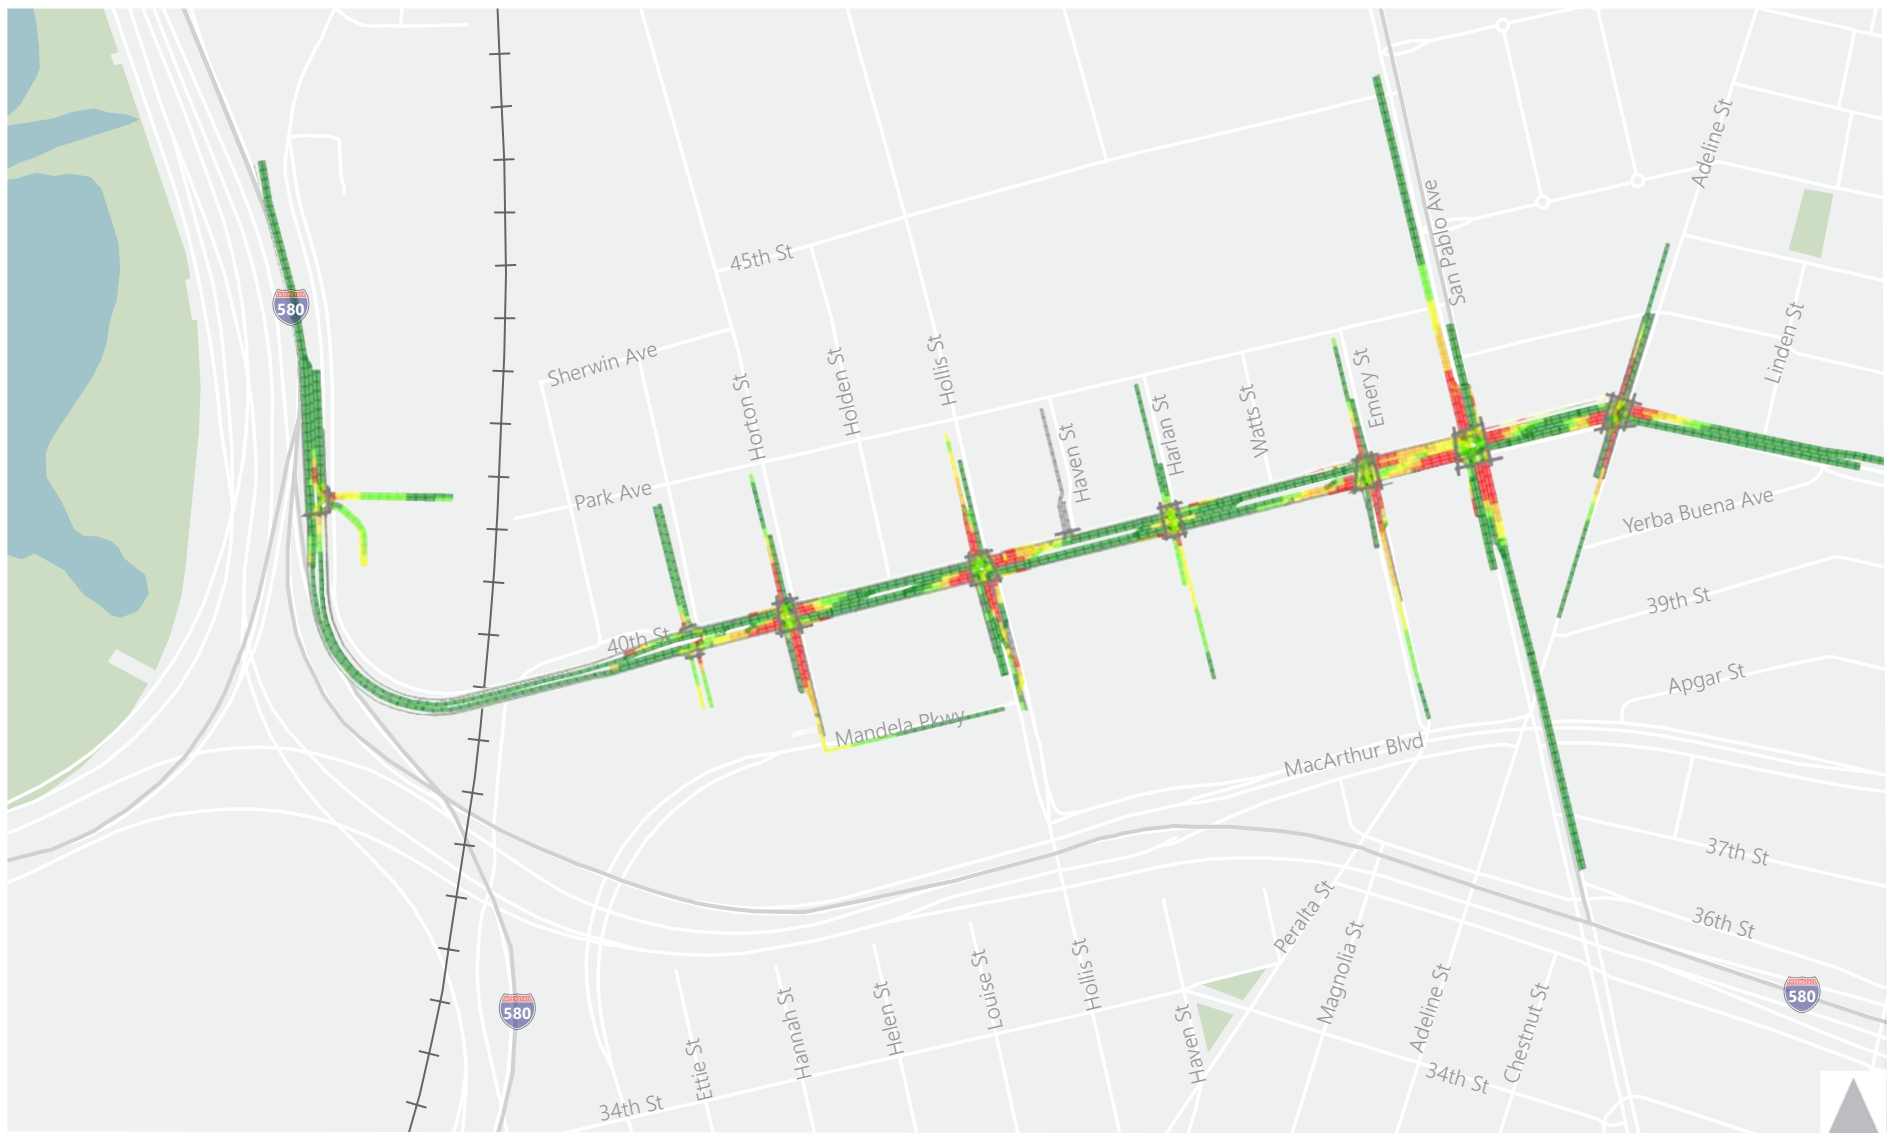 Adeline St
San Pablo Ave
45th St
INTERSTATE
580
Linden St
Sherwin Ave
Hollis St
Holden St
Emery St
Horton St
Watts St
Harlan St
Haven St
Park Ave
Yerba Buena Ave
39th St
40th St
Apgar St
Mandela Pkwy
MacArthur Blvd
37th St
Peralta St
36th St
Magnolia St
Hollis St
Louise St
Adeline St
Helen St
Hannah St
Chestnut St
INTERSTATE
580
INTERSTATE
580
Haven St
Ettie St
34th St
34th St